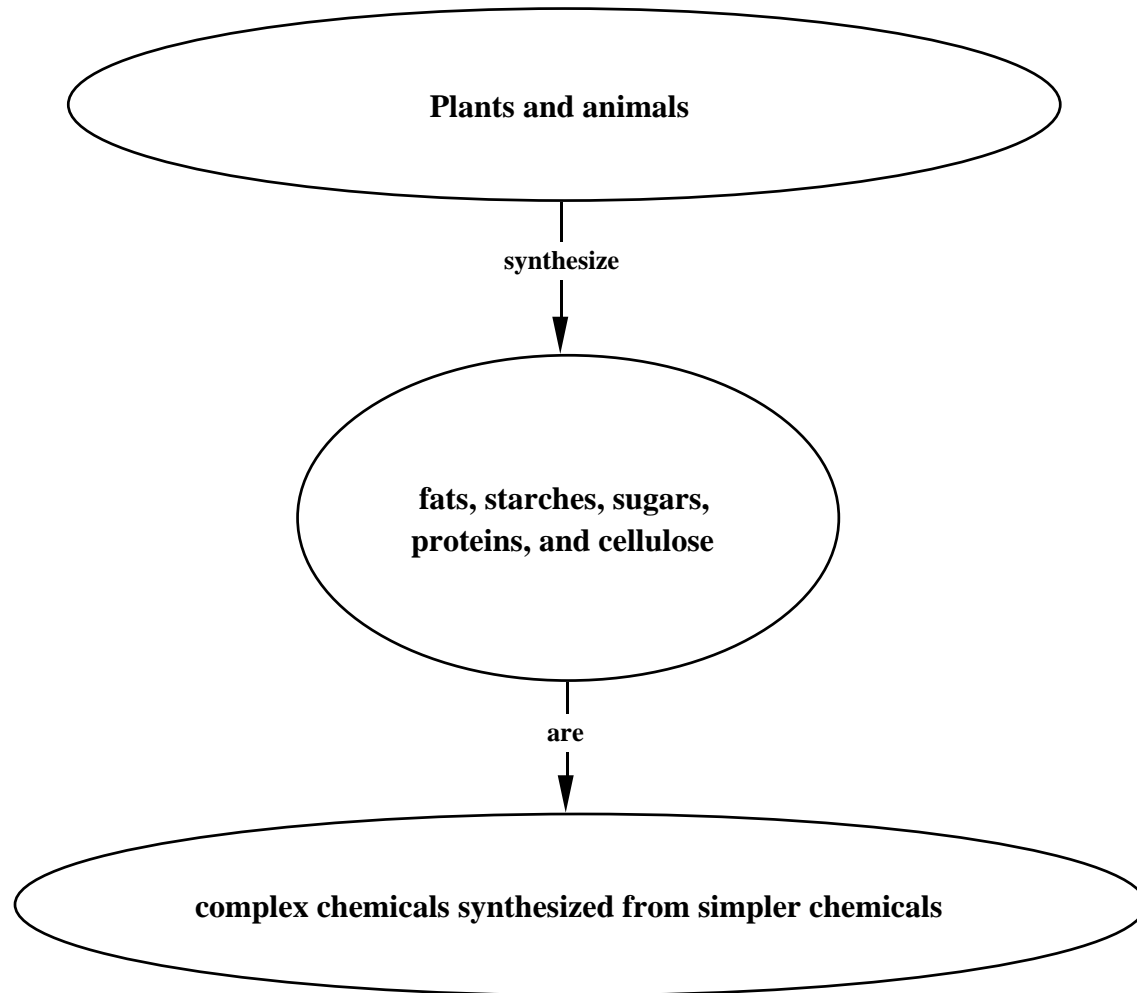 Plants and animals
synthesize
fats, starches, sugars,
proteins, and cellulose
are
complex chemicals synthesized from simpler chemicals